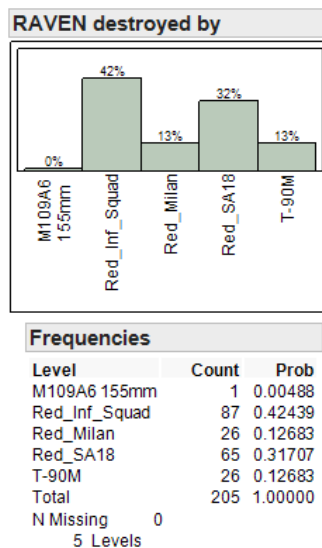 RAVEN destroyed by
42%
32%
13%
13%
0%
M109A6
155mm
Red_Inf_Squad
Red_Milan
Red_SA18
T-90M
Frequencies
Level Count Prob
M109A6 155mm 1 0.00488
Red_Inf_Squad 87 0.42439
Red_Milan 26 0.12683
Red_SA18 65 0.31707
T-90M 26 0.12683
Total 205 1.00000
N Missing 0
5 Levels